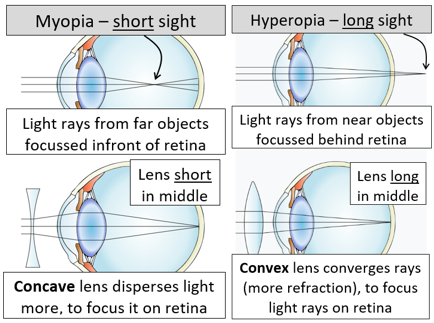 Myopia – short sight
Light rays from far objects
focussed infront of retina
Lens short
in middle
Concave lens disperses light
more, to focus it on retina
Hyperopia – long sight
Light rays from near objects
focussed behind retina
Lens long
in middle
Convex lens converges rays
(more refraction), to focus
light rays on retina